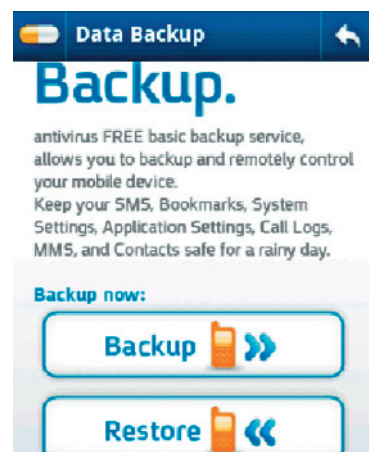 Data Backup
Backup.
antivirus FREE basic backup service,
allows you to backup and remotely control
your mobile device.
Keep your SMS, Bookmarks, System
Settings, Application Settings, Call Logs,
MMS, and Contacts safe for a rainy day.
Backup now:
Backup
Restore